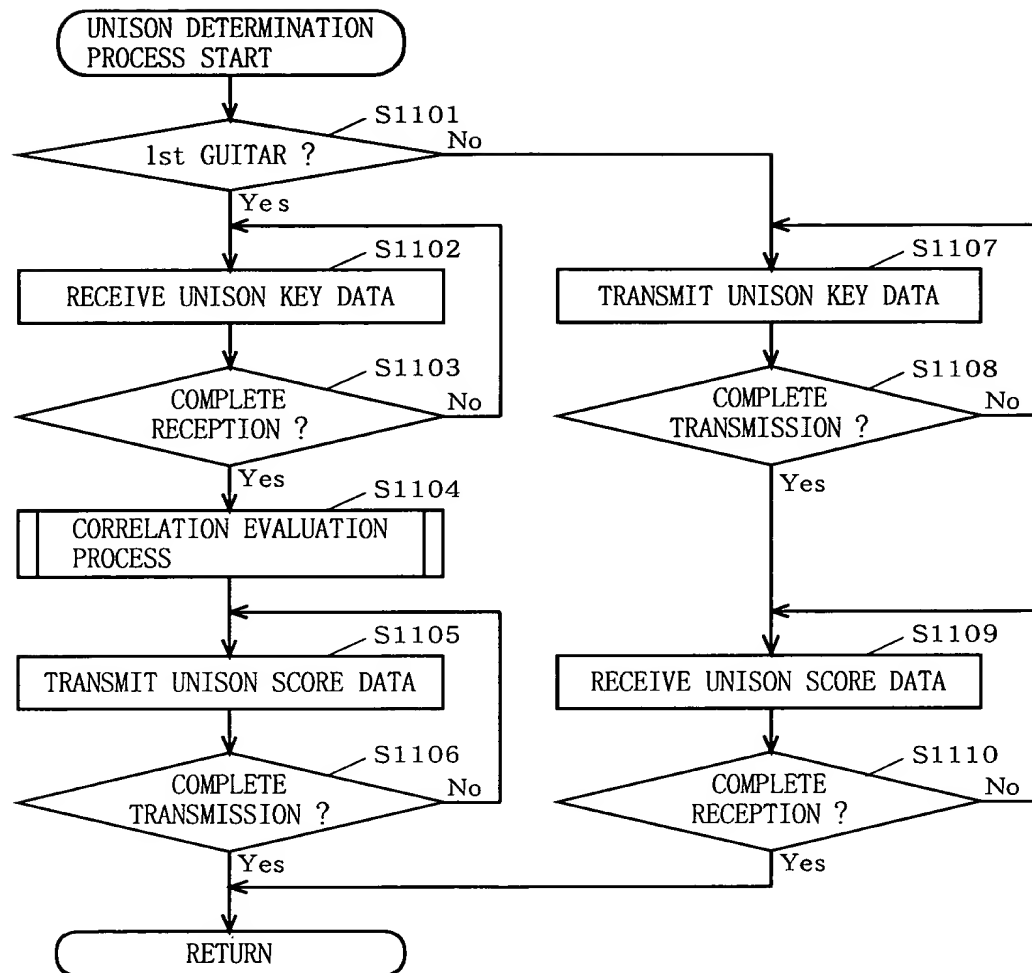 UNISON DETERMINATION
PROCESS START
S1101
1st GUITAR ?
No
Yes
S1102
RECEIVE UNISON KEY DATA
S1103
COMPLETE
RECEPTION ?
No
Yes
S1104
CORRELATION EVALUATION
PROCESS
S1105
TRANSMIT UNISON SCORE DATA
S1106
COMPLETE
TRANSMISSION ?
No
Yes
S1107
TRANSMIT UNISON KEY DATA
S1108
COMPLETE
TRANSMISSION ?
No
Yes
S1109
RECEIVE UNISON SCORE DATA
S1110
COMPLETE
RECEPTION ?
No
Yes
RETURN